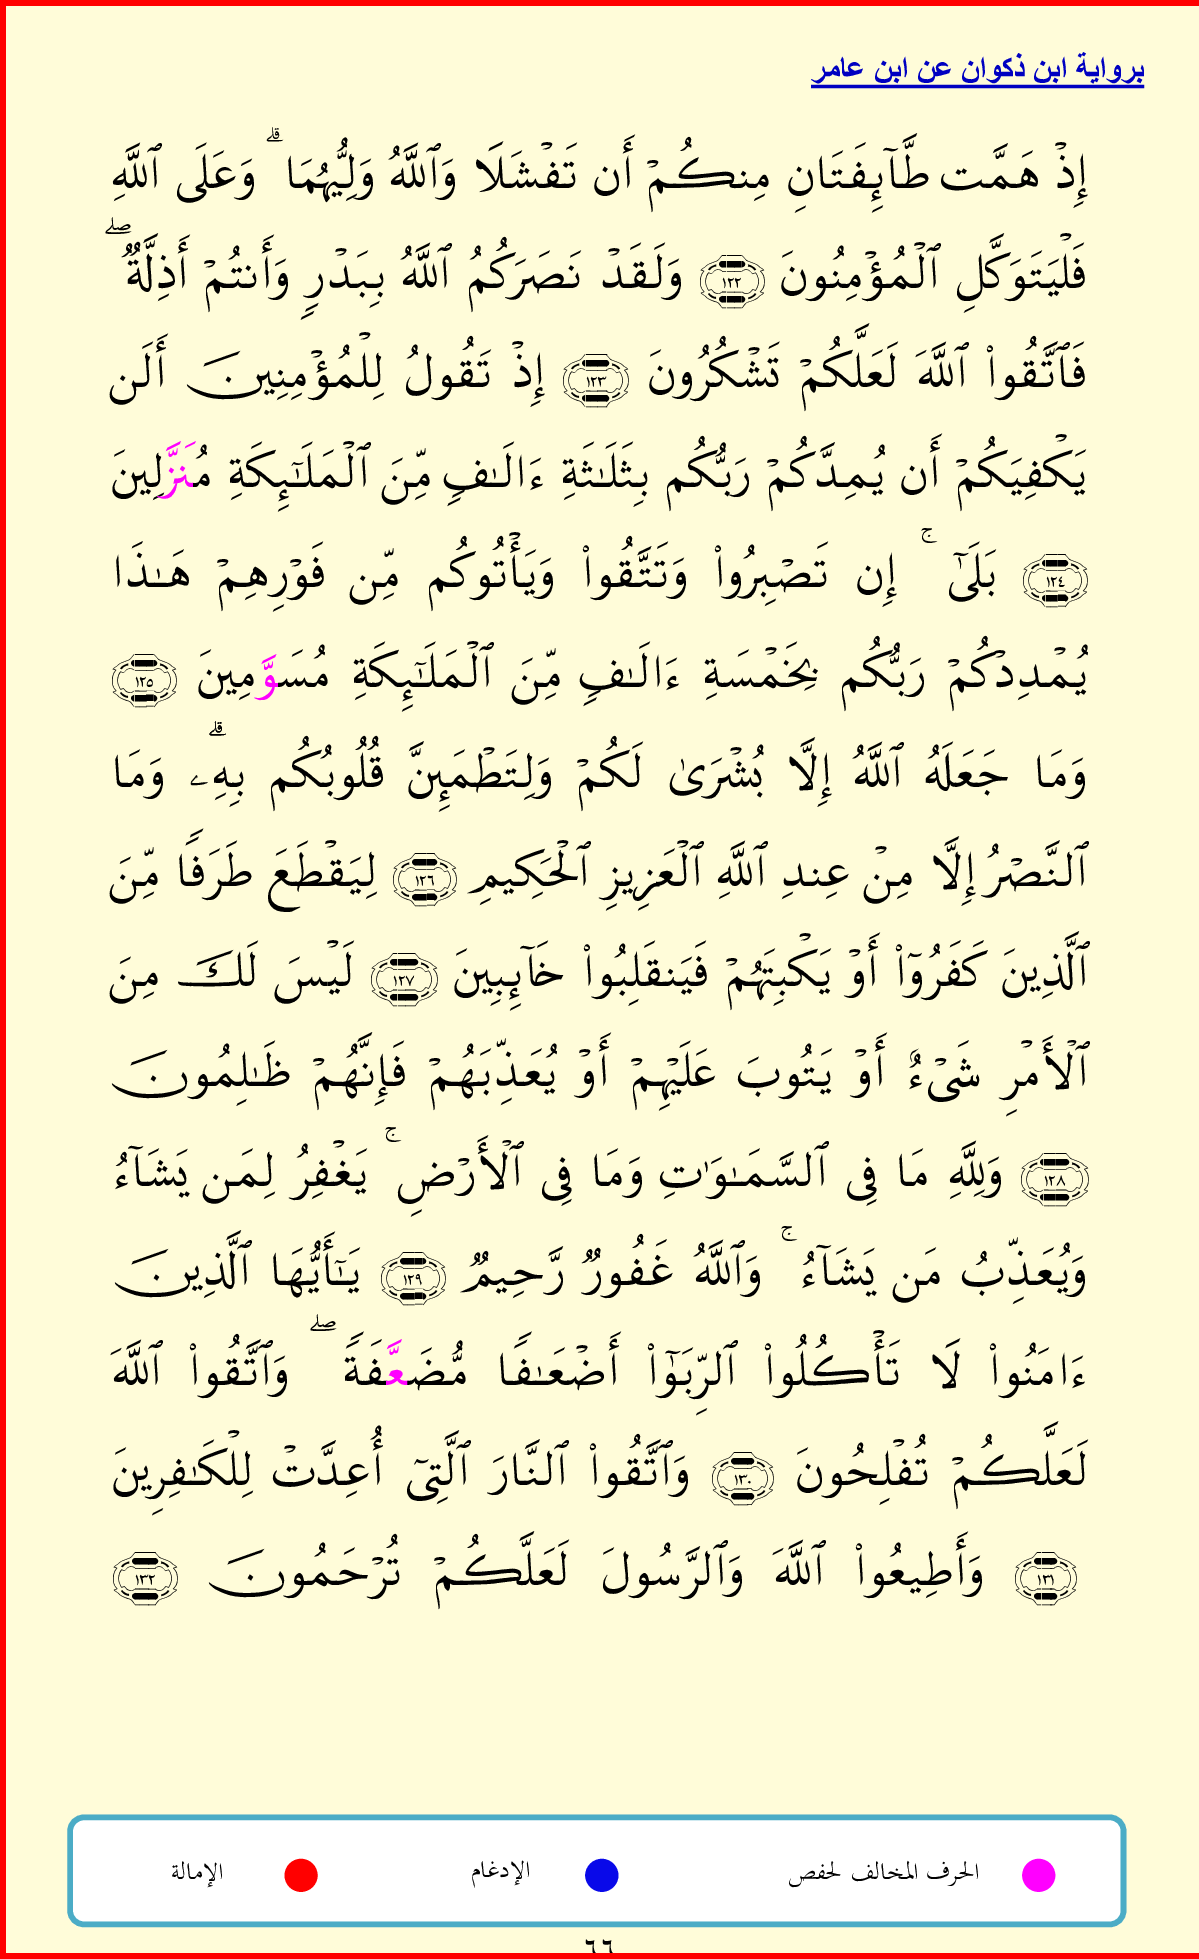 برواية ابن ذكوان عن ابن عامر
إِذْ هَمَّت طَّآئِفَتَانِ مِنكُمْ أَن تَفْشَلَا وَٱللَّهُ وَلِيُّهُمَا ۗ وَعَلَى ٱللَّهِ
فَلْيَتَوَكَّلِ ٱلْمُؤْمِنُونَ ١٢٢ وَلَقَدْ نَصَرَكُمُ ٱللَّهُ بِبَدْرٍ وَأَنتُمْ أَذِلَّةٌ ۖ
فَٱتَّقُوا۟ ٱللَّهَ لَعَلَّكُمْ تَشْكُرُونَ ١٢٣ إِذْ تَقُولُ لِلْمُؤْمِنِينَ أَلَن
يَكْفِيَكُمْ أَن يُمِدَّكُمْ رَبُّكُم بِثَلَـٰثَةِ ءَالَـٰفٍ مِّنَ ٱلْمَلَـٰٓئِكَةِ مُنَزَّلِينَ
١٢٤ بَلَىٰٓ ۚ إِن تَصْبِرُوا۟ وَتَتَّقُوا۟ وَيَأْتُوكُم مِّن فَوْرِهِمْ هَـٰذَا
يُمْدِدْكُمْ رَبُّكُم بِخَمْسَةِ ءَالَـٰفٍ مِّنَ ٱلْمَلَـٰٓئِكَةِ مُسَوَّمِينَ ١٢٥
وَمَا جَعَلَهُ ٱللَّهُ إِلَّا بُشْرَىٰ لَكُمْ وَلِتَطْمَئِنَّ قُلُوبُكُم بِهِۦ ۗ وَمَا
ٱلنَّصْرُ إِلَّا مِنْ عِندِ ٱللَّهِ ٱلْعَزِيزِ ٱلْحَكِيمِ ١٢٦ لِيَقْطَعَ طَرَفًا مِّنَ
ٱلَّذِينَ كَفَرُوٓا۟ أَوْ يَكْبِتَهُمْ فَيَنقَلِبُوا۟ خَآئِبِينَ ١٢٧ لَيْسَ لَكَ مِنَ
ٱلْأَمْرِ شَىْءٌ أَوْ يَتُوبَ عَلَيْهِمْ أَوْ يُعَذِّبَهُمْ فَإِنَّهُمْ ظَـٰلِمُونَ
١٢٨ وَلِلَّهِ مَا فِى ٱلسَّمَـٰوَٰتِ وَمَا فِى ٱلْأَرْضِ ۚ يَغْفِرُ لِمَن يَشَآءُ
وَيُعَذِّبُ مَن يَشَآءُ ۚ وَٱللَّهُ غَفُورٌ رَّحِيمٌ ١٢٩ يَـٰٓأَيُّهَا ٱلَّذِينَ
ءَامَنُوا۟ لَا تَأْكُلُوا۟ ٱلرِّبَوٰٓا۟ أَضْعَـٰفًا مُّضَعَّفَةً ۖ وَٱتَّقُوا۟ ٱللَّهَ
لَعَلَّكُمْ تُفْلِحُونَ ١٣٠ وَٱتَّقُوا۟ ٱلنَّارَ ٱلَّتِىٓ أُعِدَّتْ لِلْكَـٰفِرِينَ
١٣١ وَأَطِيعُوا۟ ٱللَّهَ وَٱلرَّسُولَ لَعَلَّكُمْ تُرْحَمُونَ ١٣٢
الحرف المخالف لحفص الإدغام الإمالة
٦٦